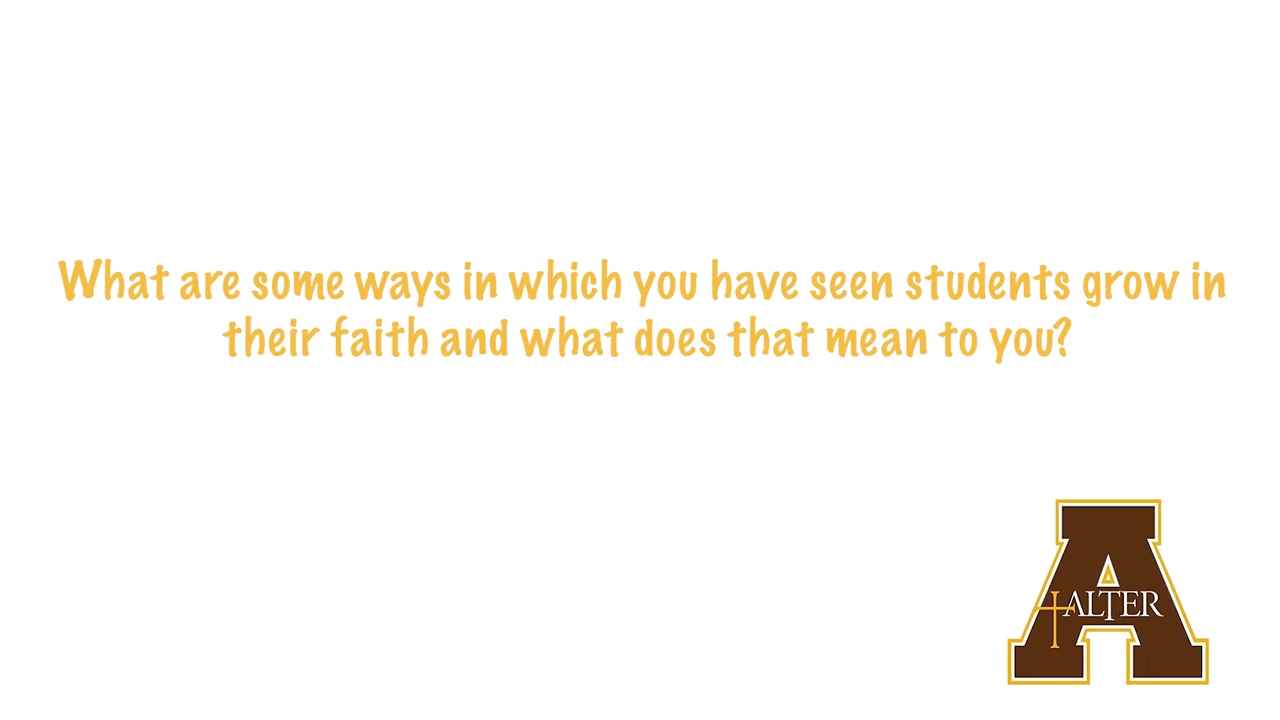 What are some ways in which you have seen students grow in
their faith and what does that mean to you?
ALTER